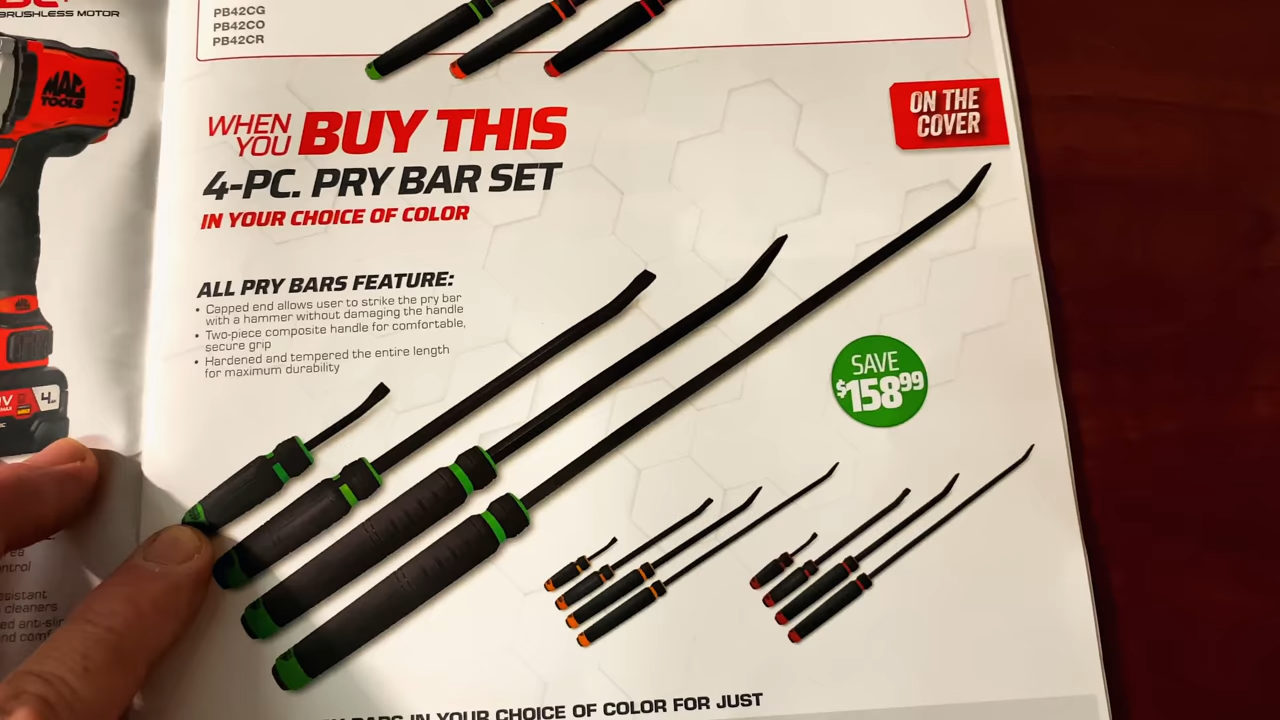 BRUSHLESS MOTOR
MAC
TOOLS
4
PB42CG
PB42CO
PB42CR
WHEN
YOU
BUY THIS
4-PC. PRY BAR SET
IN YOUR CHOICE OF COLOR
ON THE
COVER
ALL PRY BARS FEATURE:
• Capped end allows user to strike the pry bar
with a hammer without damaging the handle
• Two-piece composite handle for comfortable,
secure grip
• Hardened and tempered the entire length
for maximum durability
SAVE
$158.99
cleaners
IN YOUR CHOICE OF COLOR FOR JUST